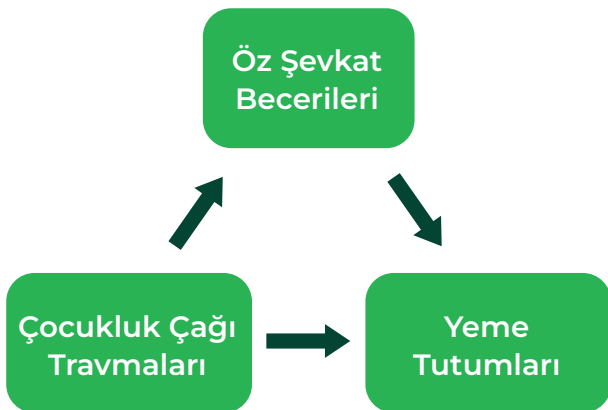 Öz Şevkat
Becerileri
Çocukluk Çağı
Travmaları
Yeme
Tutumları